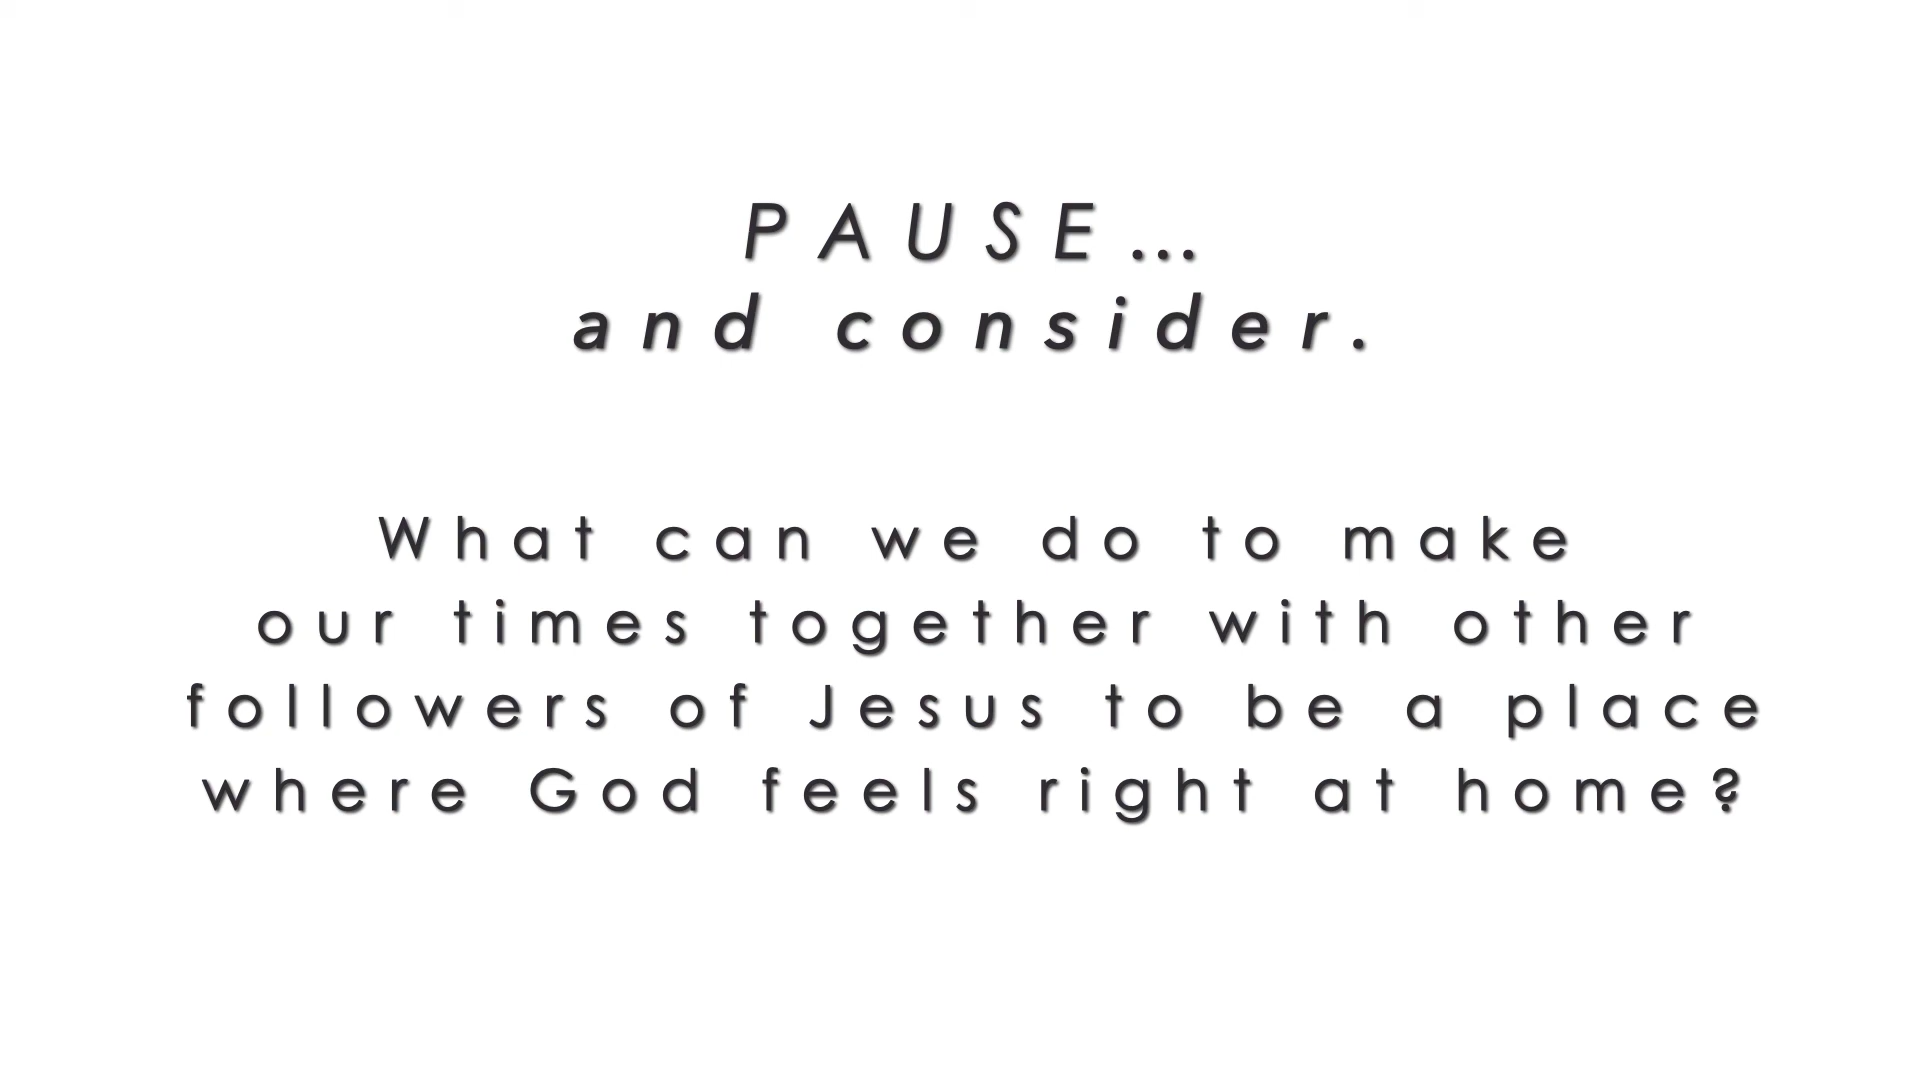 PAUSE...
and consider.
What can we do to make
our times together with other
followers of Jesus to be a place
where God feels right at home?